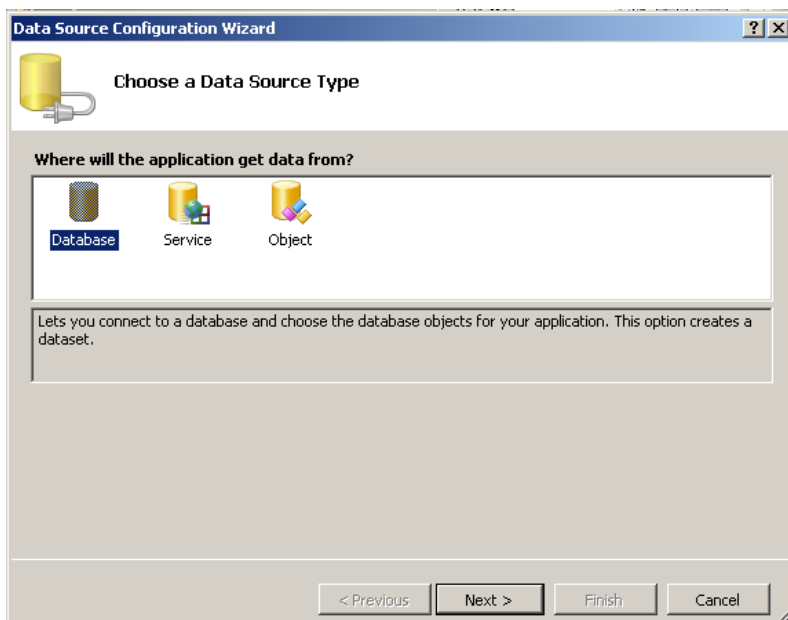 Data Source Configuration Wizard
Choose a Data Source Type
Where will the application get data from?
Database Service Object
Lets you connect to a database and choose the database objects for your application. This option creates a
dataset.
< Previous Next > Finish Cancel